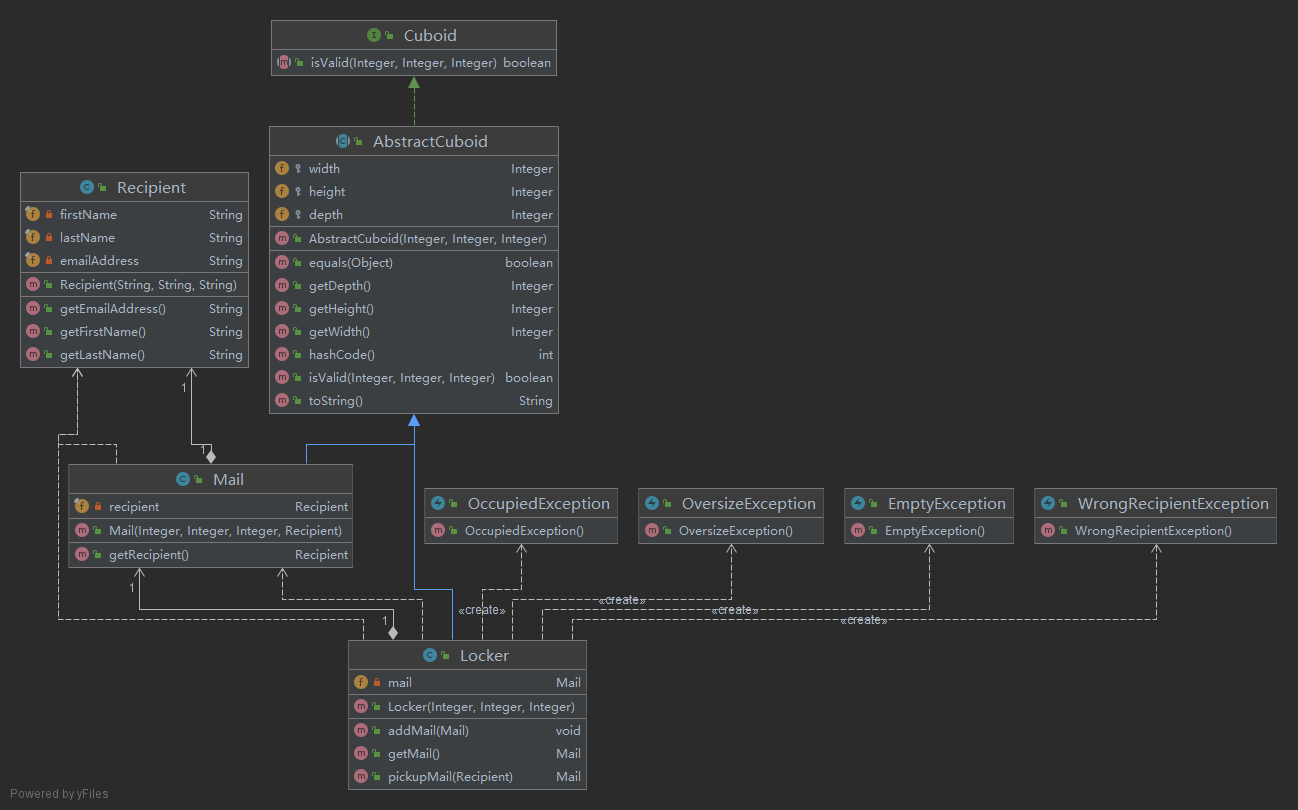 Cuboid
isValid(Integer, Integer, Integer) boolean
AbstractCuboid
width Integer
height Integer
depth Integer
AbstractCuboid(Integer, Integer, Integer)
equals(Object) boolean
getDepth() Integer
getHeight() Integer
getWidth() Integer
hashCode() int
isValid(Integer, Integer, Integer) boolean
toString() String
Recipient
firstName String
lastName String
emailAddress String
Recipient(String, String, String)
getEmailAddress() String
getFirstName() String
getLastName() String
1
1
Mail
recipient Recipient
Mail(Integer, Integer, Integer, Recipient)
getRecipient() Recipient
OccupiedException
OccupiedException()
OversizeException
OversizeException()
EmptyException
EmptyException()
WrongRecipientException
WrongRecipientException()
1
1
«create»
«create»
«create»
«create»
Locker
mail Mail
Locker(Integer, Integer, Integer)
addMail(Mail) void
getMail() Mail
pickupMail(Recipient) Mail
Powered by yFiles